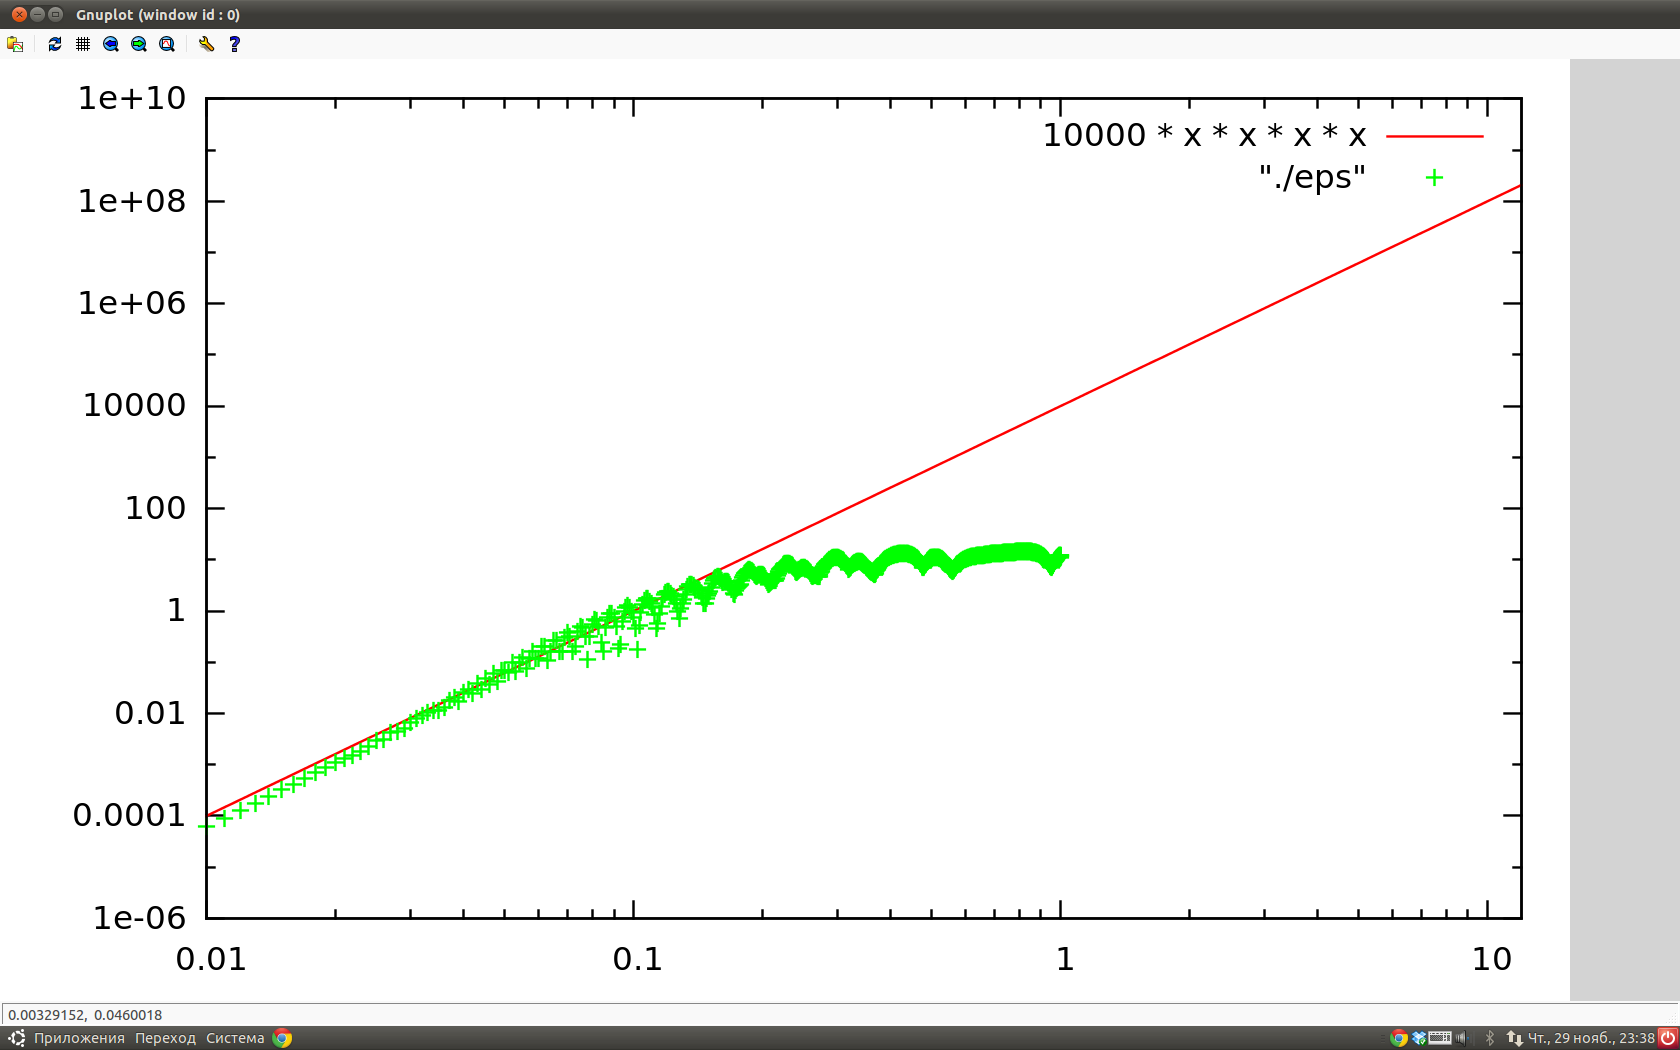 Gnuplot (window id : 0)
1e+10
1e+08
1e+06
10000
100
1
0.01
0.0001
1e-06
0.01 0.1 1 10
10000 * x * x * x * x
"./eps"
0.00329152, 0.0460018
Приложения Переход Система Чт., 29 нояб., 23:38